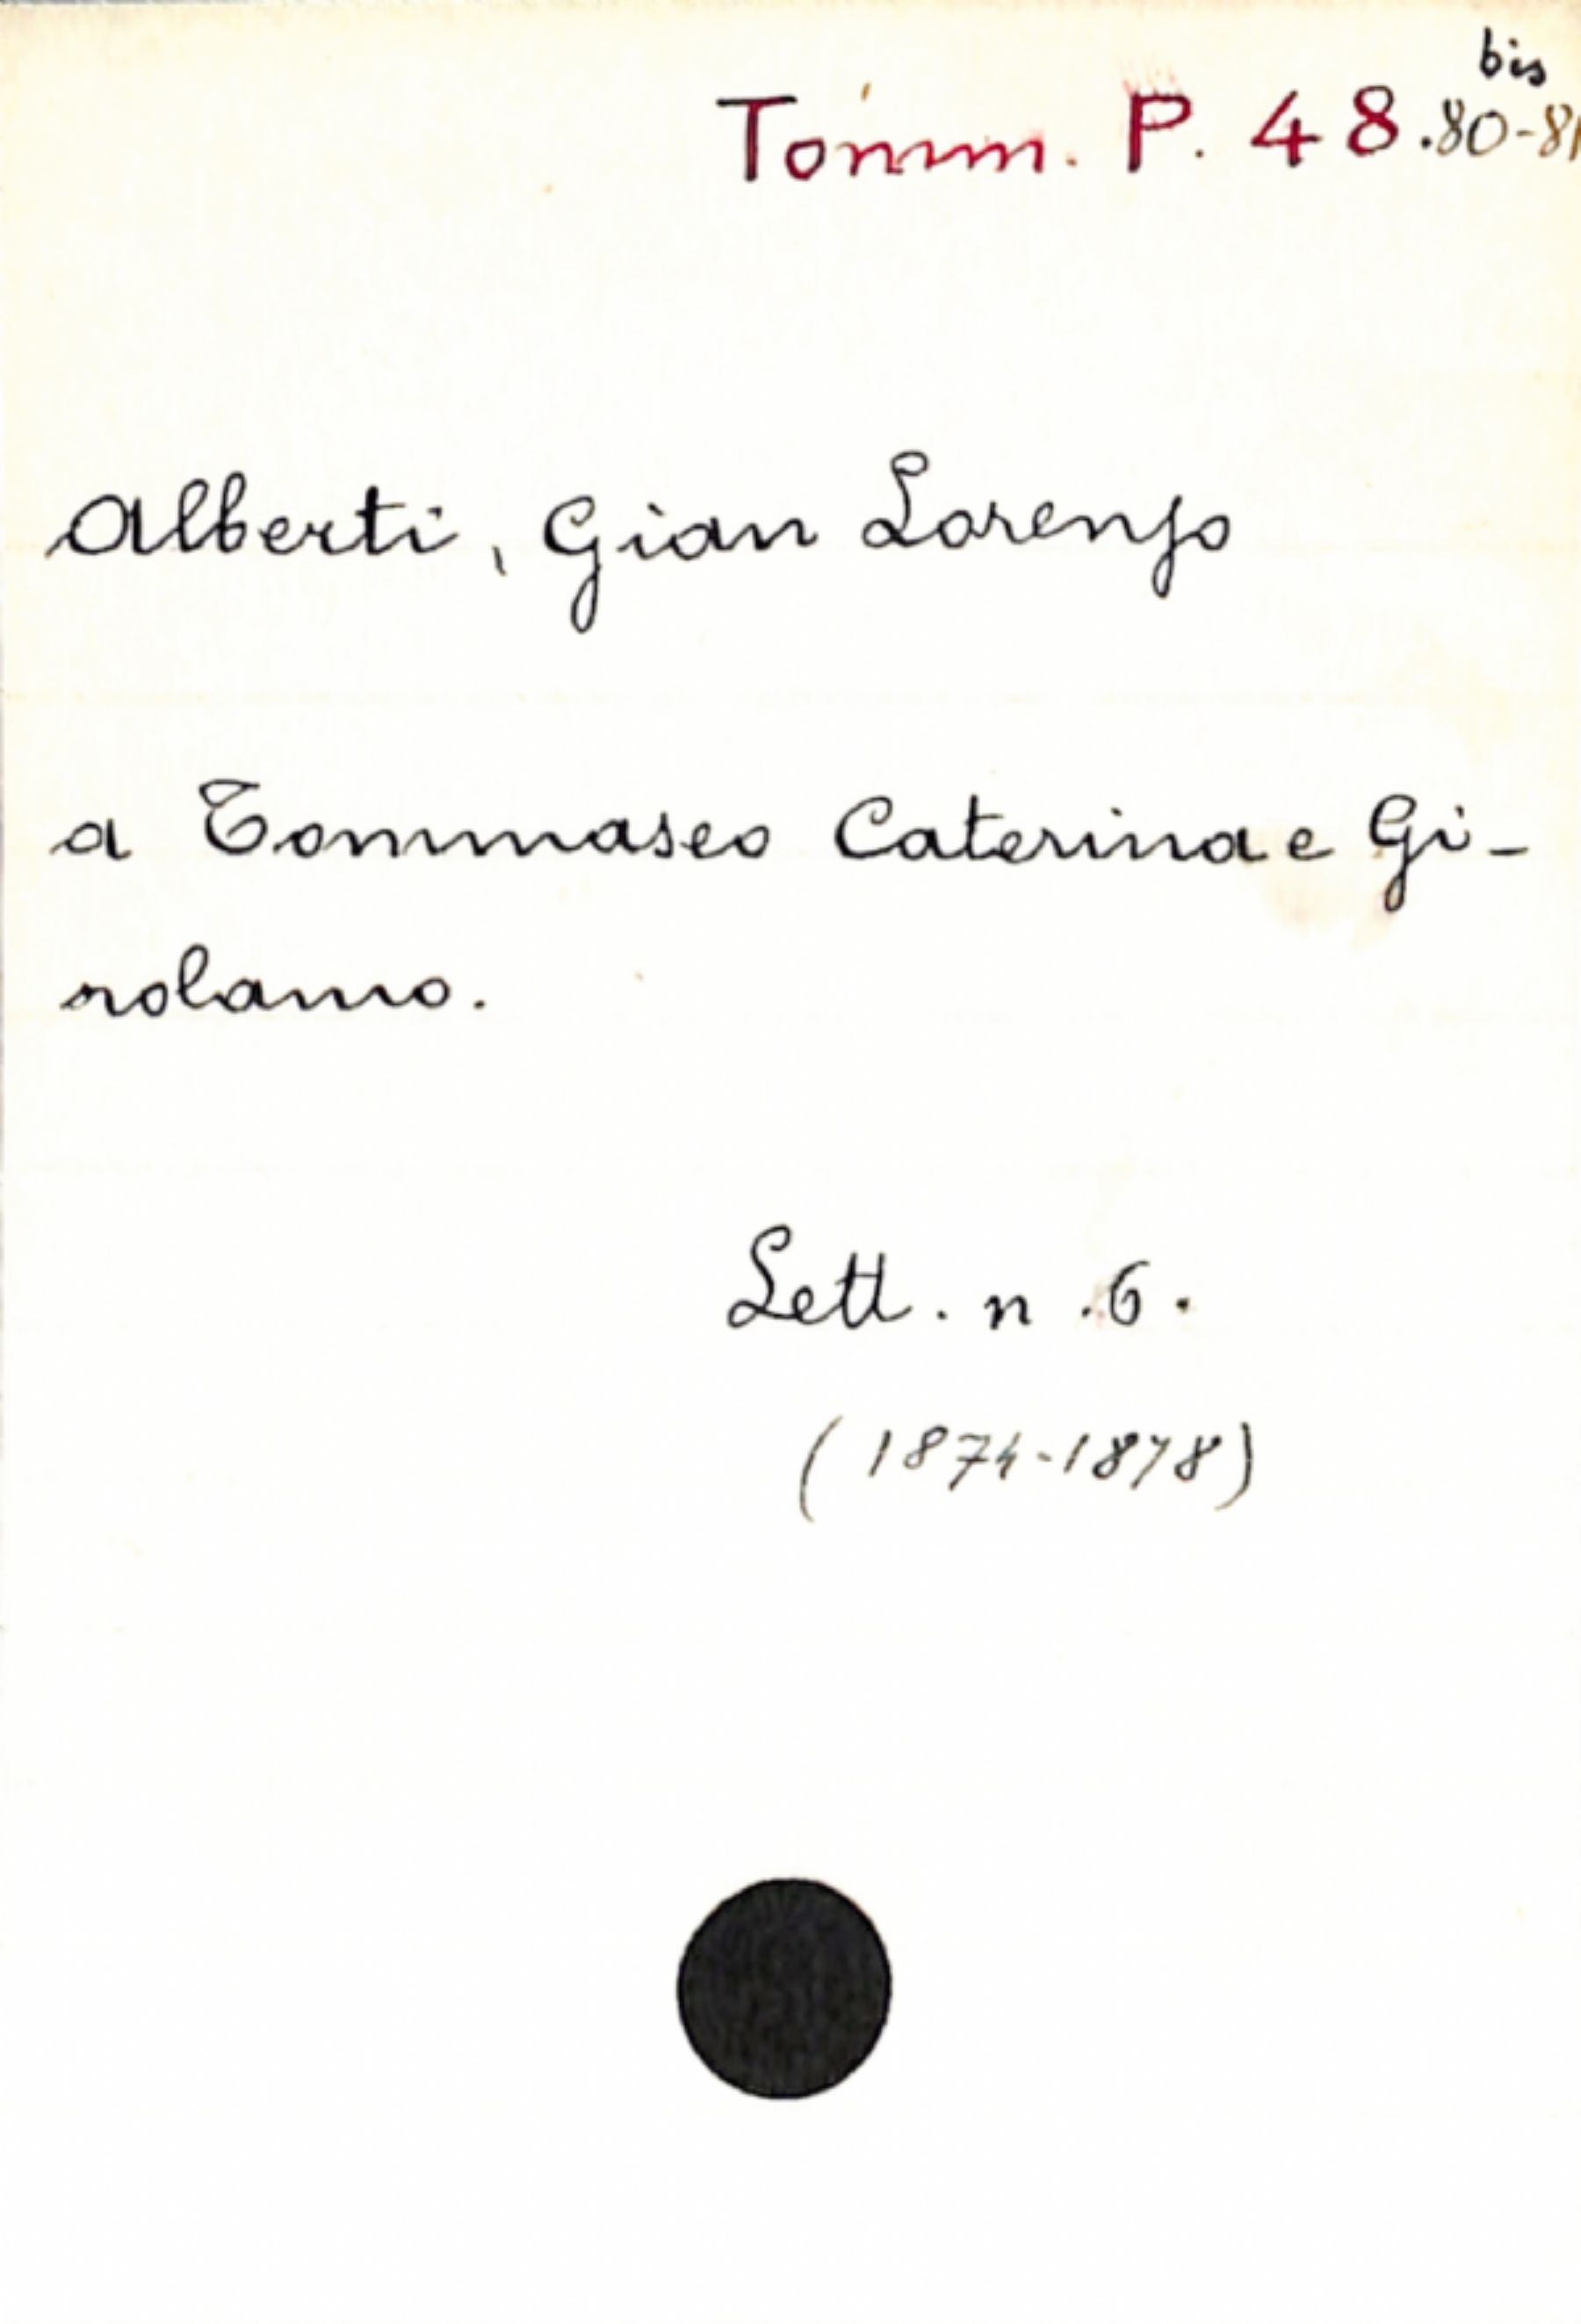 bis
Tomm. P. 48.80-81
Alberti, Gian Lorenzo
a Tommaseo Caterina e Gi-
rolamo.
Lett. n. 6.
(1874-1878)